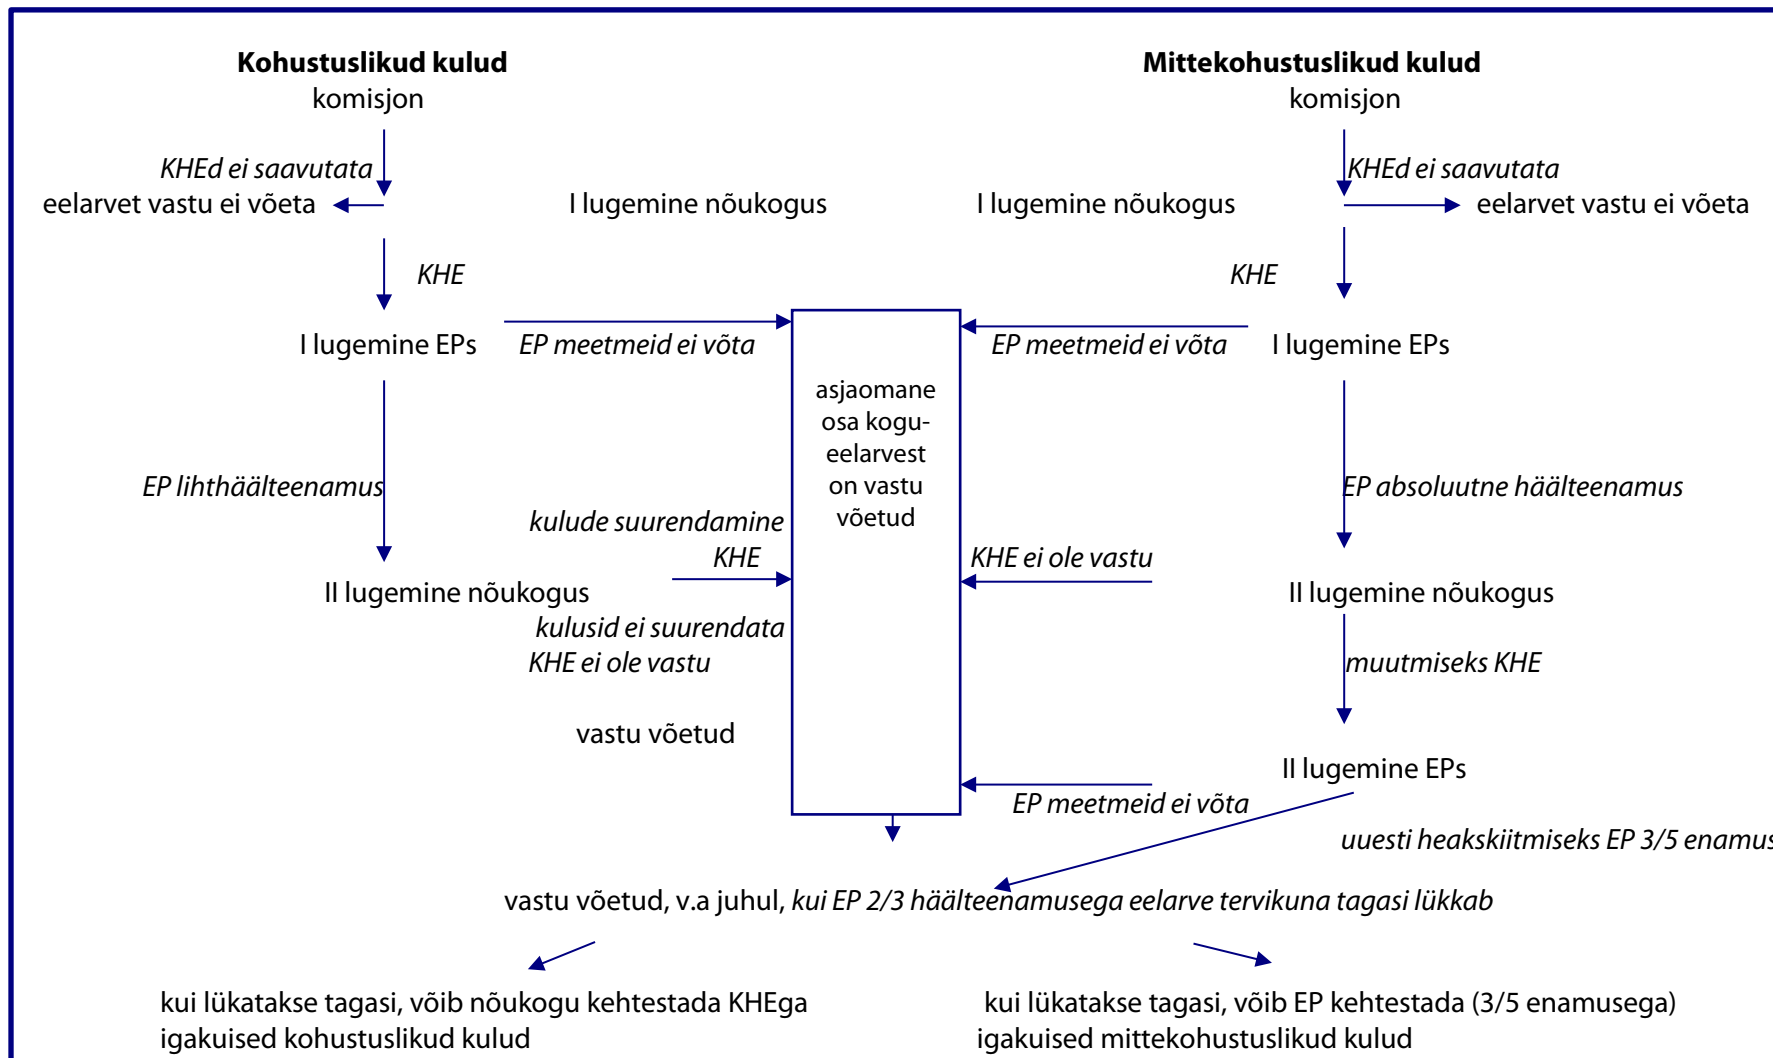 Kohustuslikud kulud
Mittekohustuslikud kulud
komisjon
komisjon
KHEd ei saavutata
KHEd ei saavutata
eelarvet vastu ei võeta
I lugemine nõukogus
I lugemine nõukogus
eelarvet vastu ei võeta
KHE
KHE
I lugemine EPs
EP meetmeid ei võta
EP meetmeid ei võta
I lugemine EPs
asjaomane
osa kogu-
eelarvest
on vastu
võetud
EP lihthäälteenamus
EP absoluutne häälteenamus
kulude suurendamine
KHE
KHE ei ole vastu
II lugemine nõukogus
II lugemine nõukogus
kulusid ei suurendata
KHE ei ole vastu
muutmiseks KHE
vastu võetud
II lugemine EPs
EP meetmeid ei võta
uuesti heakskiitmiseks EP 3/5 enamus
vastu võetud, v.a juhul, kui EP 2/3 häälteenamusega eelarve tervikuna tagasi lükkab
kui lükatakse tagasi, võib nõukogu kehtestada KHEga
igakuised kohustuslikud kulud
kui lükatakse tagasi, võib EP kehtestada (3/5 enamusega)
igakuised mittekohustuslikud kulud